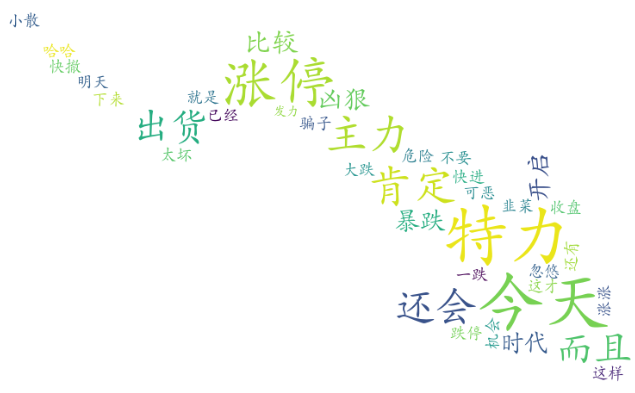 小散
哈哈
快撤
明天
下来
比较
涨停
就是
已经
发力
凶狠
出货
太坏
骗子
主力
大跌
危险
不要
肯定
快进
可恶
开启
暴跌
韭菜
收盘
特力
还有
一跌
忽悠
这才
还会
今天
涨涨
跌停
机会
时代
而且
这样